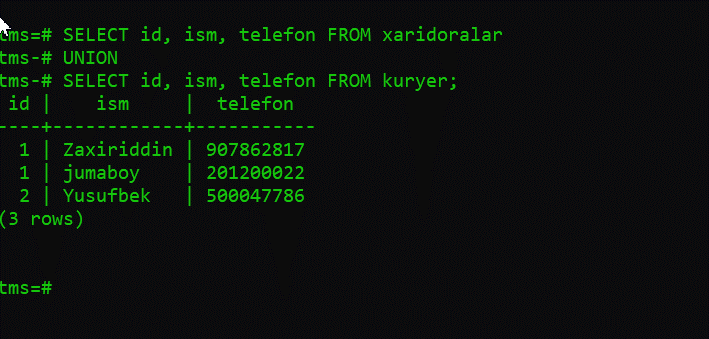 tms=# SELECT id, ism, telefon FROM xaridoralar
tms-# UNION
tms-# SELECT id, ism, telefon FROM kuryer;
 id |    ism     |  telefon
----+------------+-----------
  1 | Zaxiriddin | 907862817
  1 | jumaboy    | 201200022
  2 | Yusufbek   | 500047786
(3 rows)
tms=#